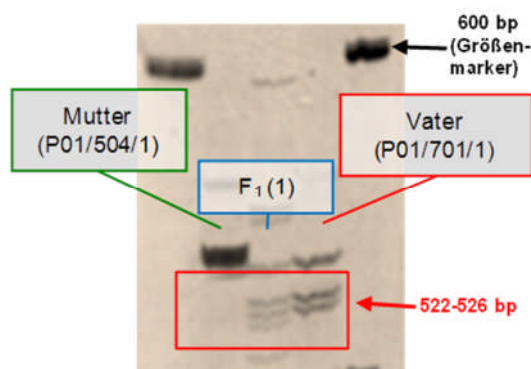 600 bp
(Größen-
marker)
Mutter
(P01/504/1)
Vater
(P01/701/1)
F₁(1)
522-526 bp